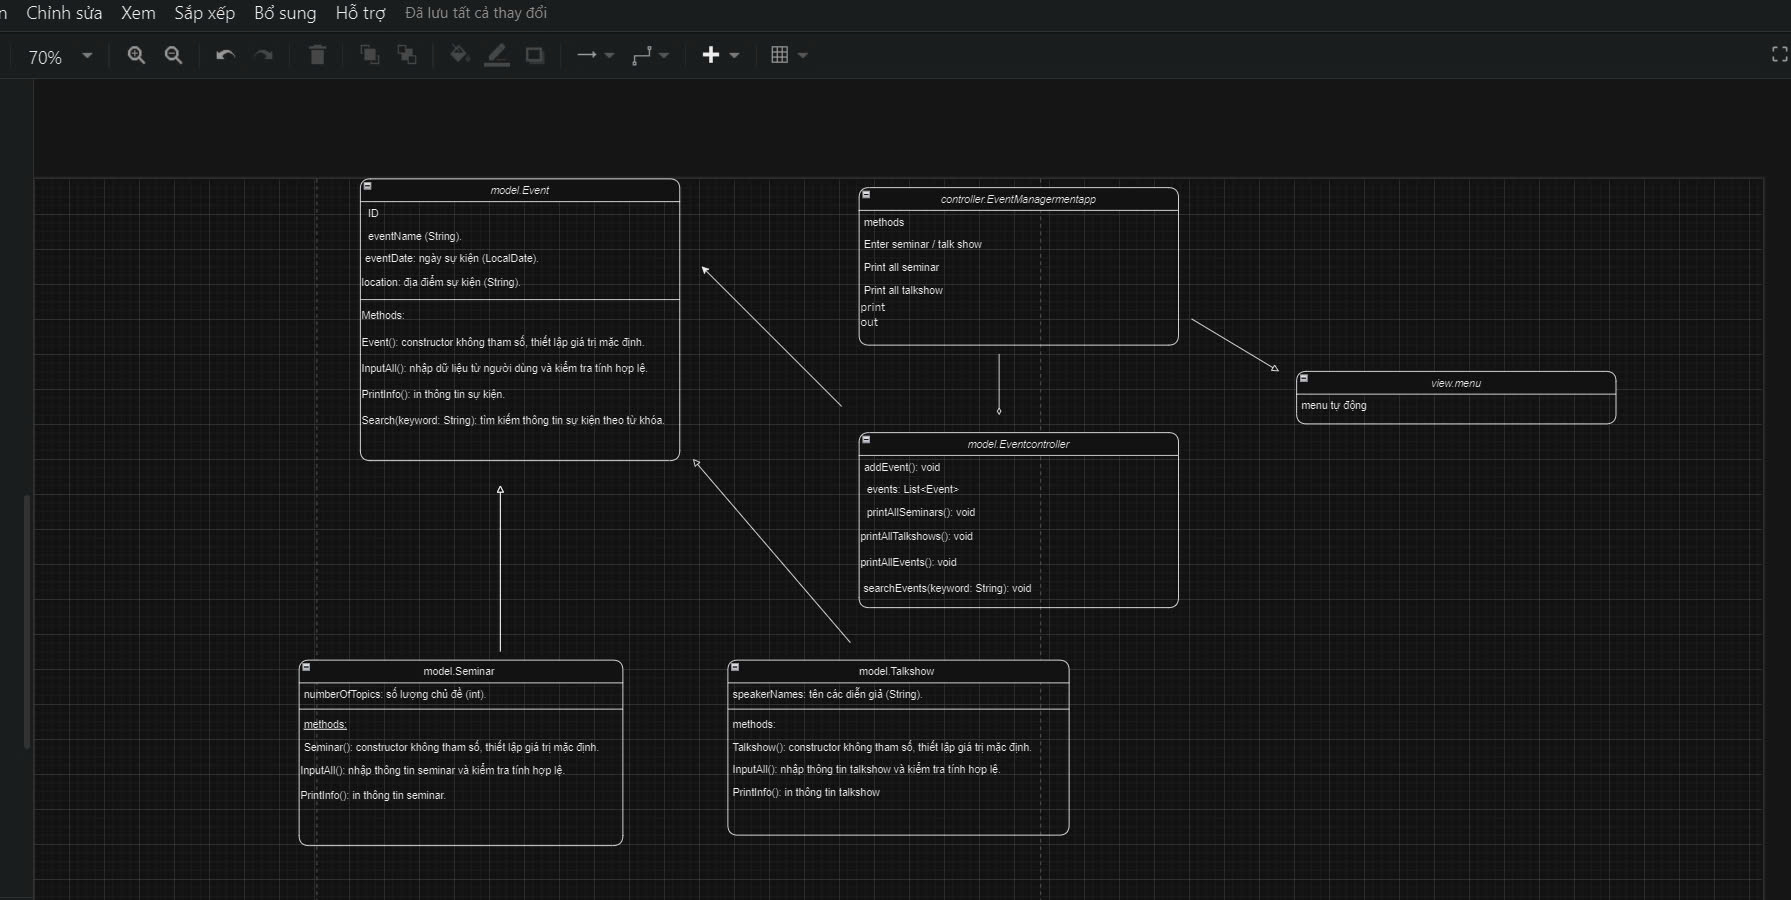 n Chỉnh sửa Xem Sắp xếp Bổ sung Hỗ trợ Đã lưu tất cả thay đổi
70%
model.Event
ID
eventName (String).
eventDate: ngày sự kiện (LocalDate).
location: địa điểm sự kiện (String).
Methods:
Event(): constructor không tham số, thiết lập giá trị mặc định.
InputAll(): nhập dữ liệu từ người dùng và kiểm tra tính hợp lệ.
PrintInfo(): in thông tin sự kiện.
Search(keyword: String): tìm kiếm thông tin sự kiện theo từ khóa.
controller.EventManagermentapp
methods
Enter seminar / talk show
Print all seminar
Print all talkshow
print
out
view.menu
menu tự động
model.Eventcontroller
addEvent(): void
events: List<Event>
printAllSeminars(): void
printAllTalkshows(): void
printAllEvents(): void
searchEvents(keyword: String): void
model.Seminar
numberOfTopics: số lượng chủ đề (int).
methods:
Seminar(): constructor không tham số, thiết lập giá trị mặc định.
InputAll(): nhập thông tin seminar và kiểm tra tính hợp lệ.
PrintInfo(): in thông tin seminar.
model.Talkshow
speakerNames: tên các diễn giả (String).
methods:
Talkshow(): constructor không tham số, thiết lập giá trị mặc định.
InputAll(): nhập thông tin talkshow và kiểm tra tính hợp lệ.
PrintInfo(): in thông tin talkshow